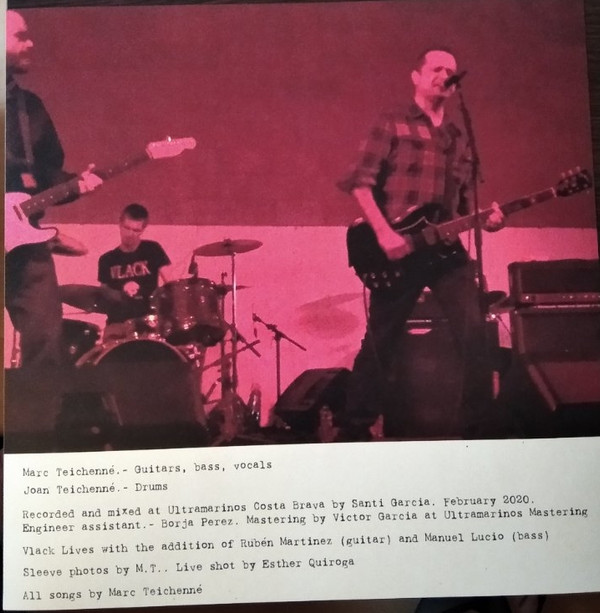 VLACK
Marc Teichenné.- Guitars, bass, vocals
Joan Teichenné.- Drums
Recorded and mixed at Ultramarinos Costa Brava by Santi Garcia. February 2020.
Engineer assistant.- Borja Perez. Mastering by Victor Garcia at Ultramarinos Mastering
Vlack Lives with the addition of Rubén Martinez (guitar) and Manuel Lucio (bass)
Sleeve photos by M.T.. Live shot by Esther Quiroga
All songs by Marc Teichenné